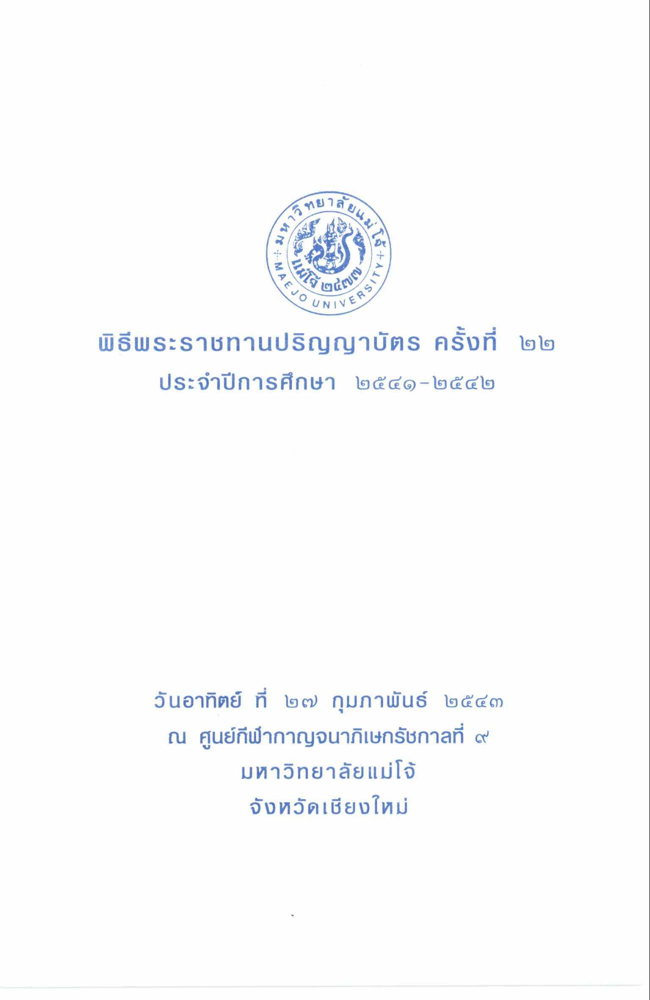 มหาวิทยาลัยแม่โจ้
แม่โจ้ ๒๔๗๗
MAEJO UNIVERSITY
พิธีพระราชทานปริญญาบัตร ครั้งที่ ๒๒
ประจำปีการศึกษา ๒๕๔๑-๒๕๔๒
วันอาทิตย์ ที่ ๒๗ กุมภาพันธ์ ๒๕๔๓
ณ ศูนย์กีฬากาญจนาภิเษกรัชกาลที่ ๙
มหาวิทยาลัยแม่โจ้
จังหวัดเชียงใหม่